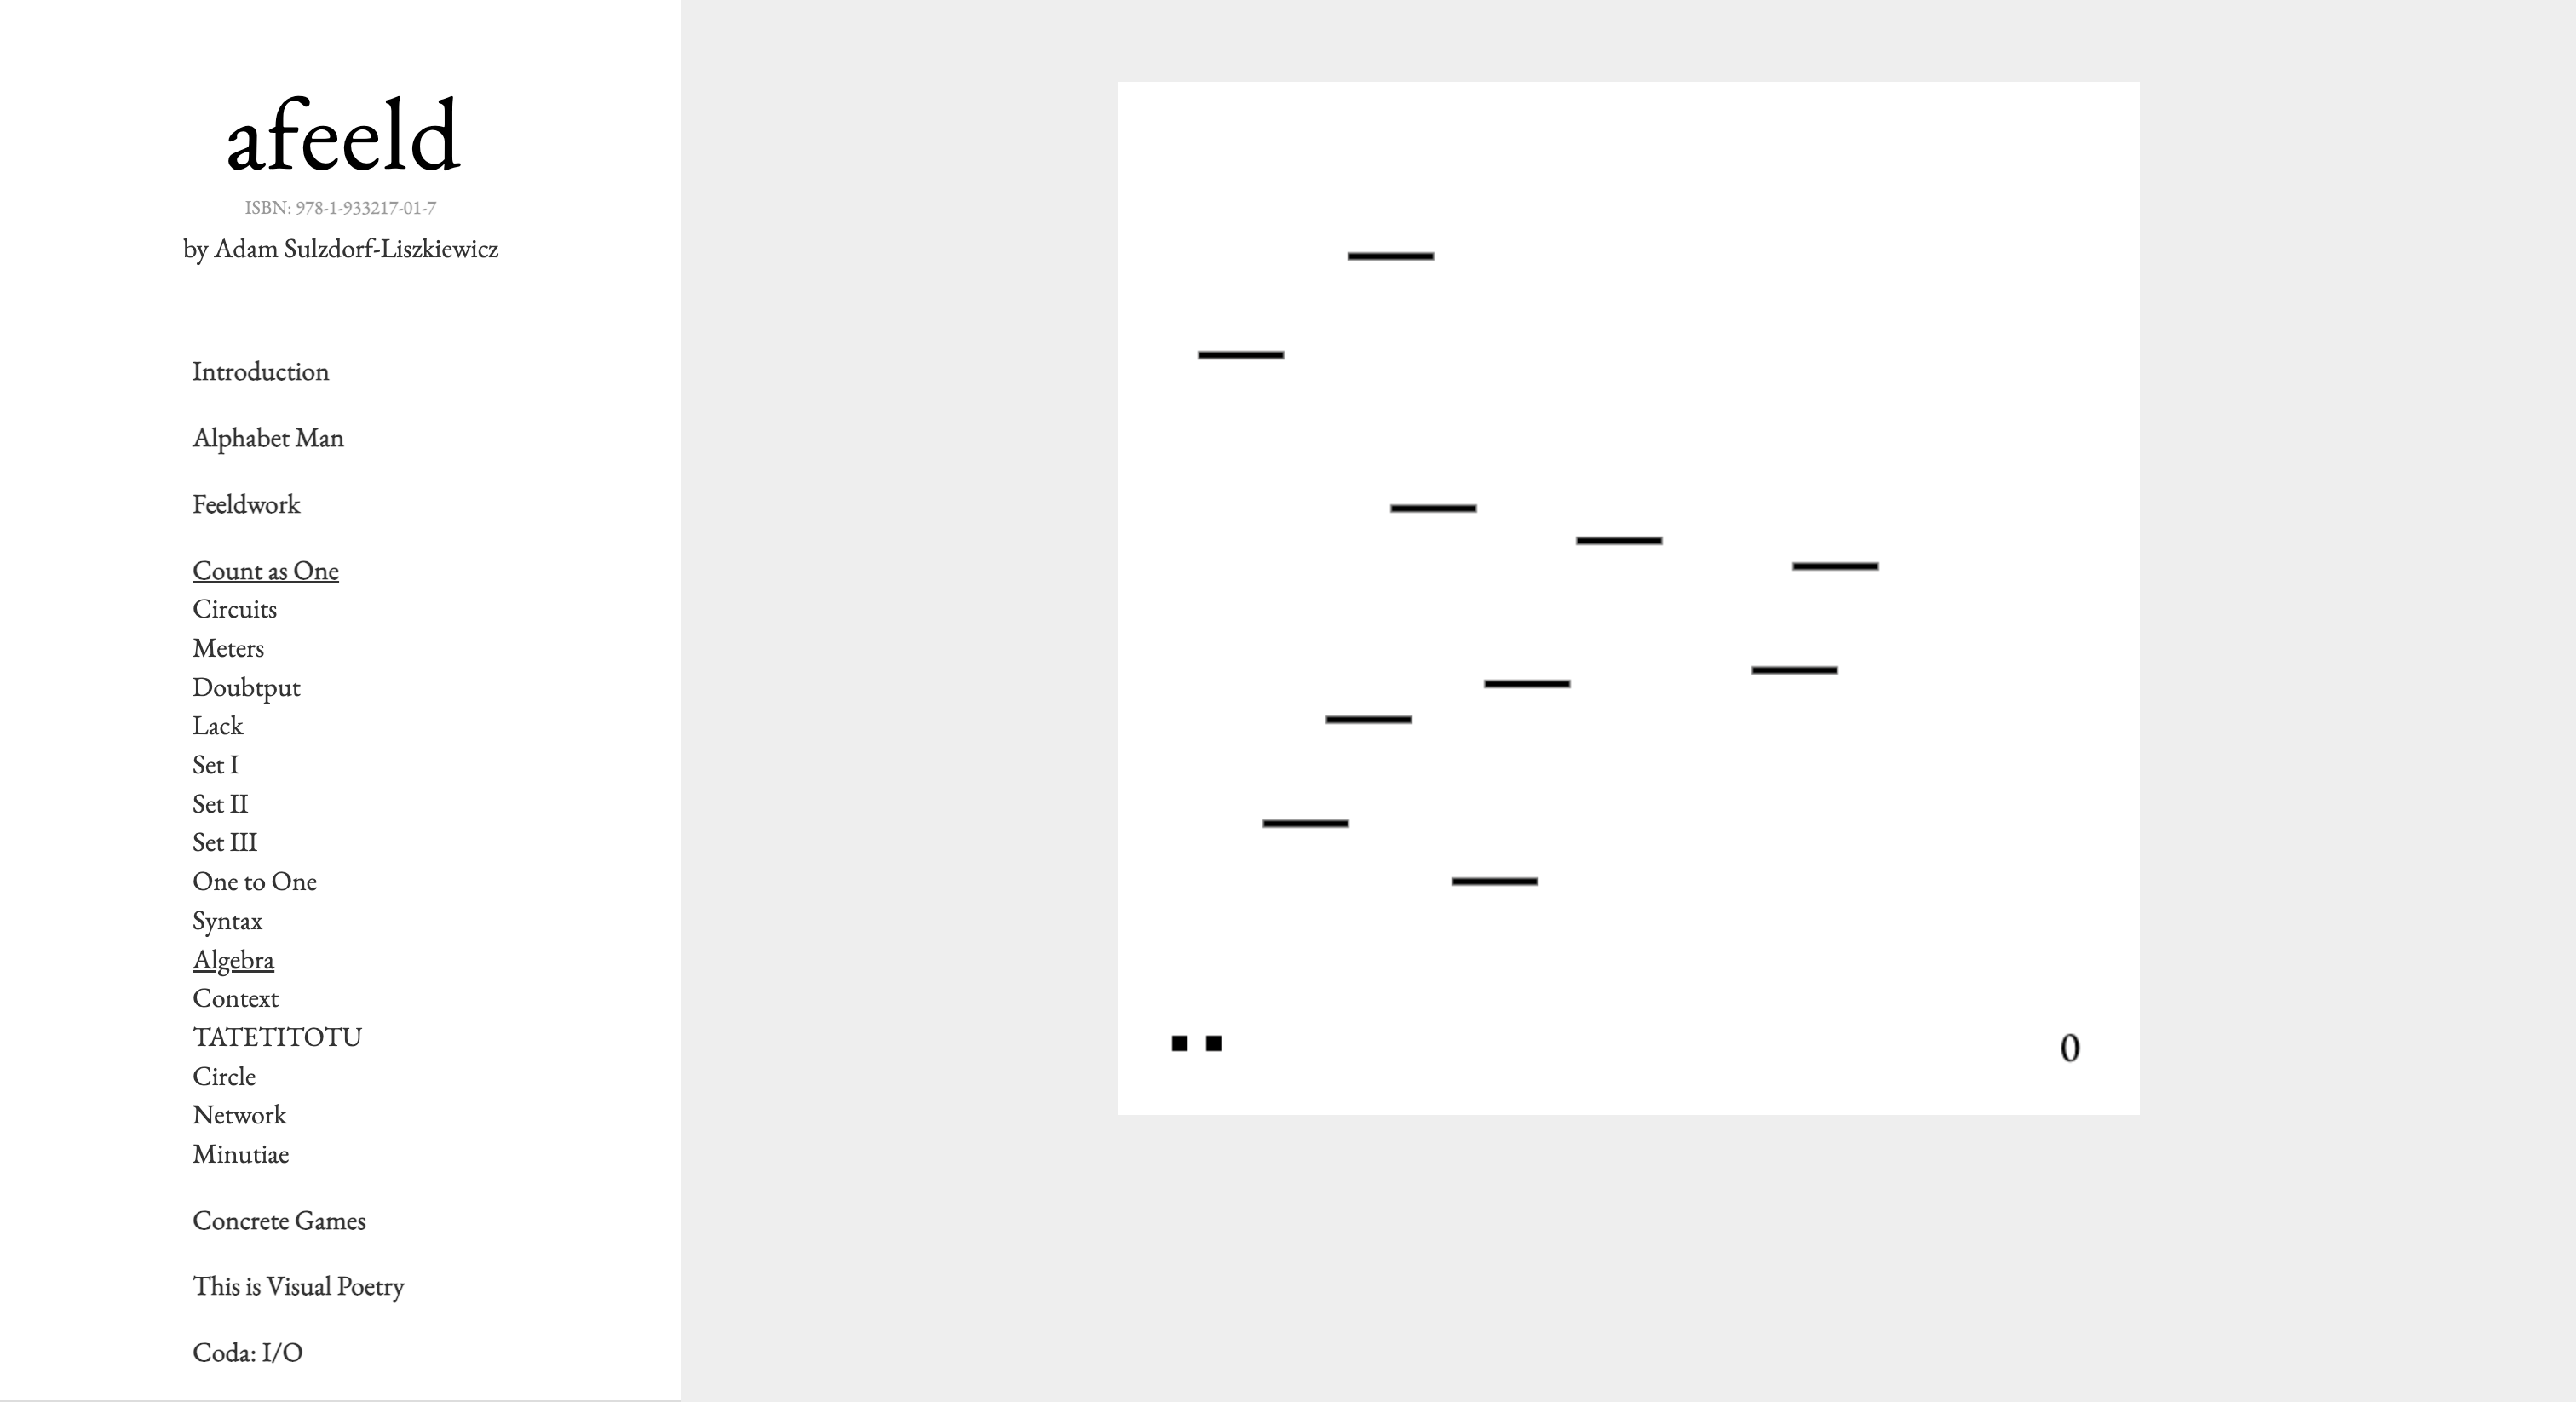 afeeld
ISBN: 978-1-933217-01-7
by Adam Sulzdorf-Liszkiewicz
Introduction
Alphabet Man
Feeldwork
Count as One
Circuits
Meters
Doubtput
Lack
Set I
Set II
Set III
One to One
Syntax
Algebra
Context
TATETITOTU
Circle
Network
Minutiae
Concrete Games
This is Visual Poetry
Coda: I/O
0